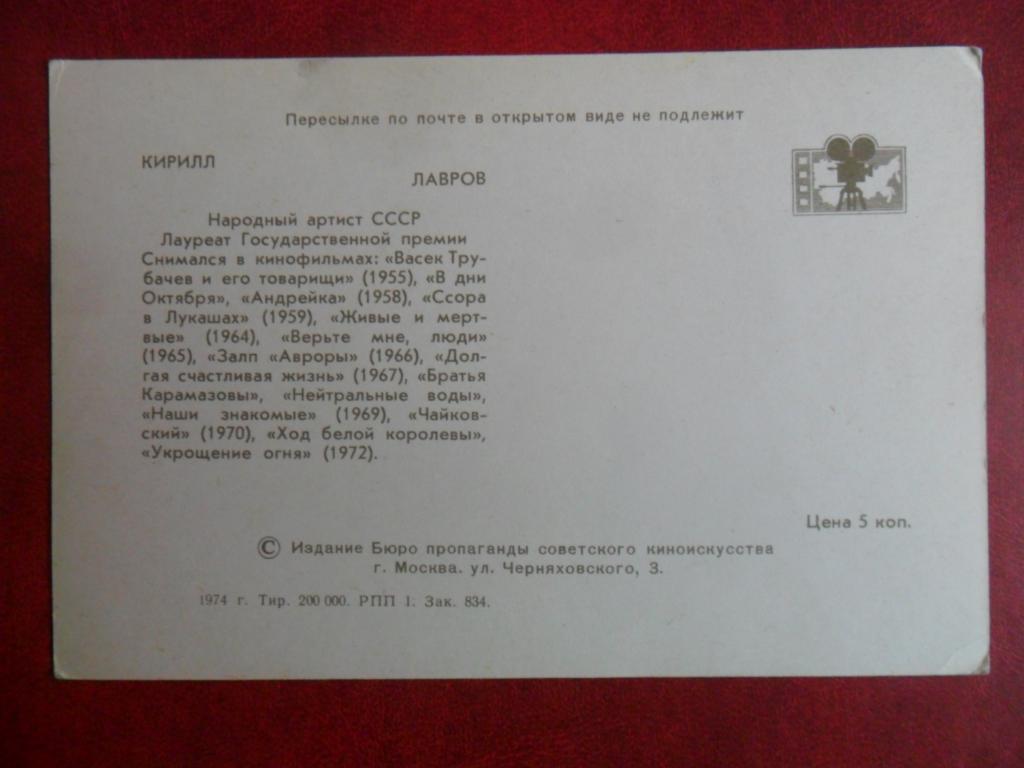 Пересылке по почте в открытом виде не подлежит
КИРИЛЛ
ЛАВРОВ
Народный артист СССР
Лауреат Государственной премии
Снимался в кинофильмах: «Васек Тру-
бачев и его товарищи» (1955), «В дни
Октября», «Андрейка» (1958), «Ссора
в Лукашах» (1959), «Живые и мерт-
вые» (1964), «Верьте мне, люди»
(1965), «Залп «Авроры» (1966), «Дол-
гая счастливая жизнь» (1967), «Братья
Карамазовы», «Нейтральные воды»,
«Наши знакомые» (1969), «Чайков-
ский» (1970), «Ход белой королевы»,
«Укрощение огня» (1972).
Цена 5 коп.
© Издание Бюро пропаганды советского киноискусства
г. Москва. ул. Черняховского, 3.
1974 г. Тир. 200 000. РПП 1. Зак. 834.